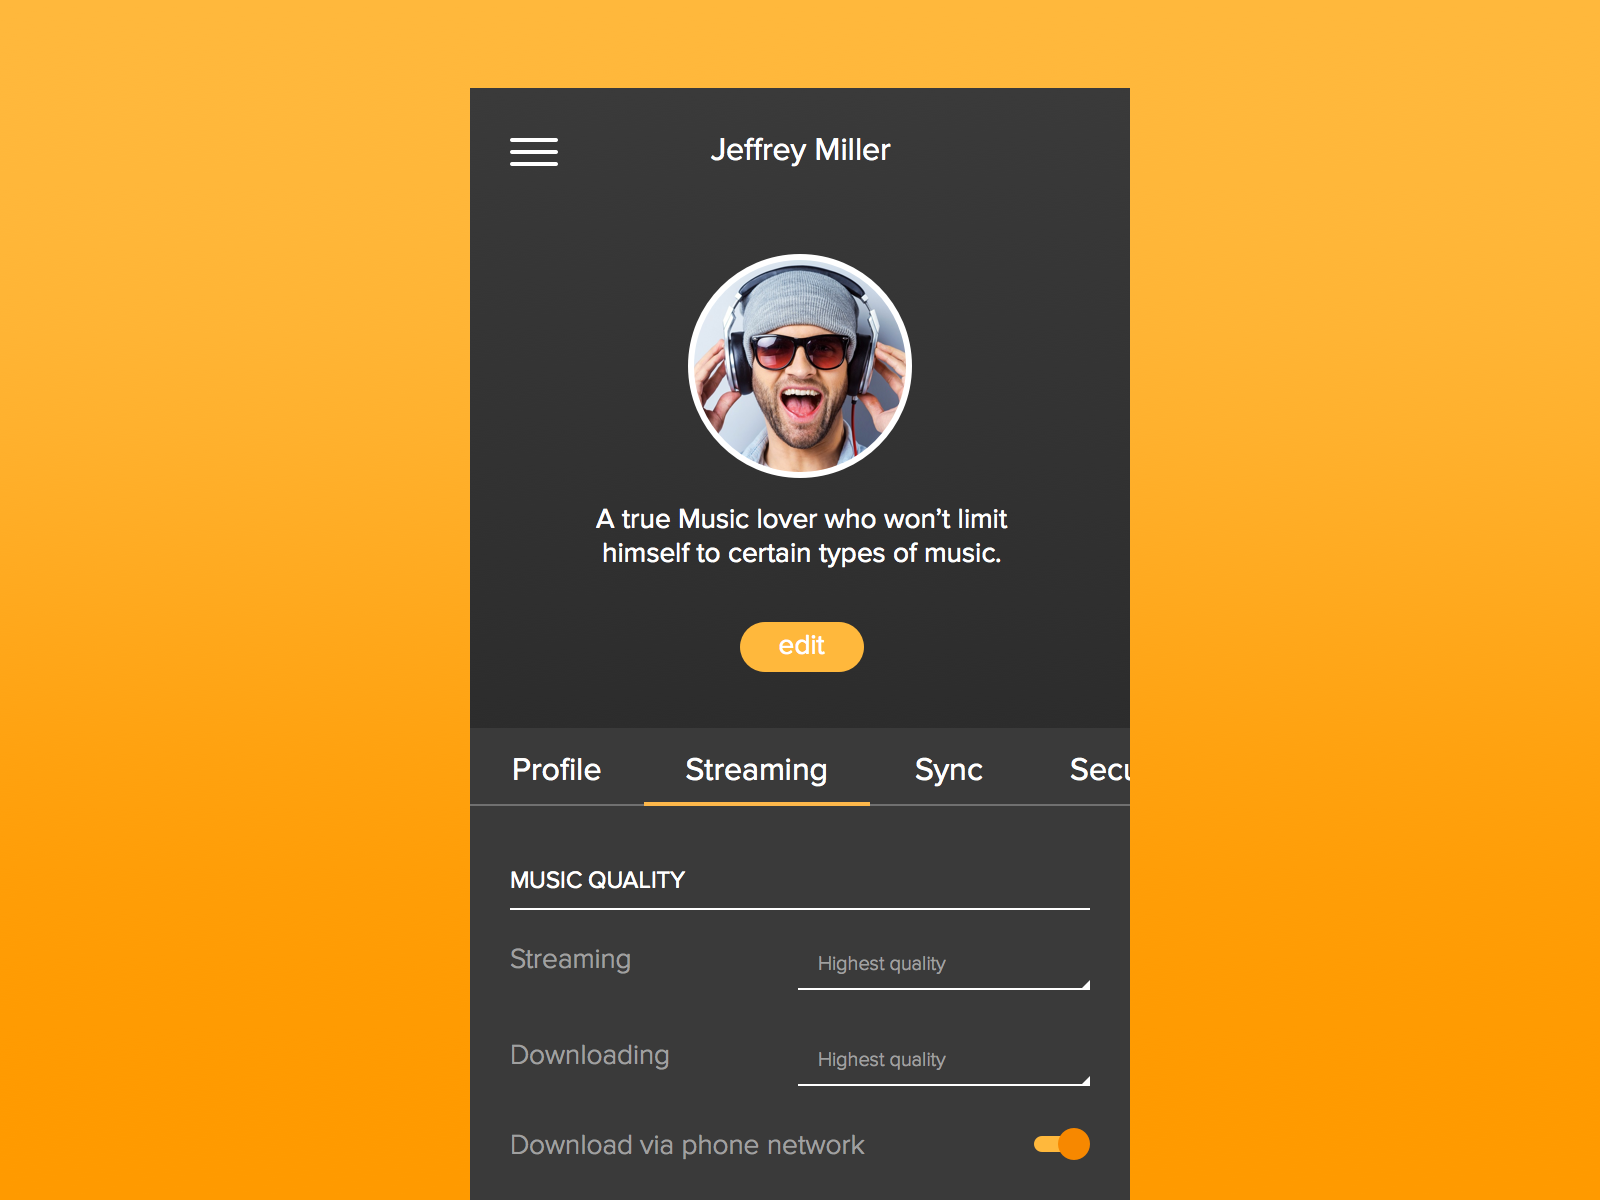 Jeffrey Miller
A true Music lover who won’t limit
himself to certain types of music.
edit
Profile Streaming Sync Secu
MUSIC QUALITY
Streaming Highest quality
Downloading Highest quality
Download via phone network